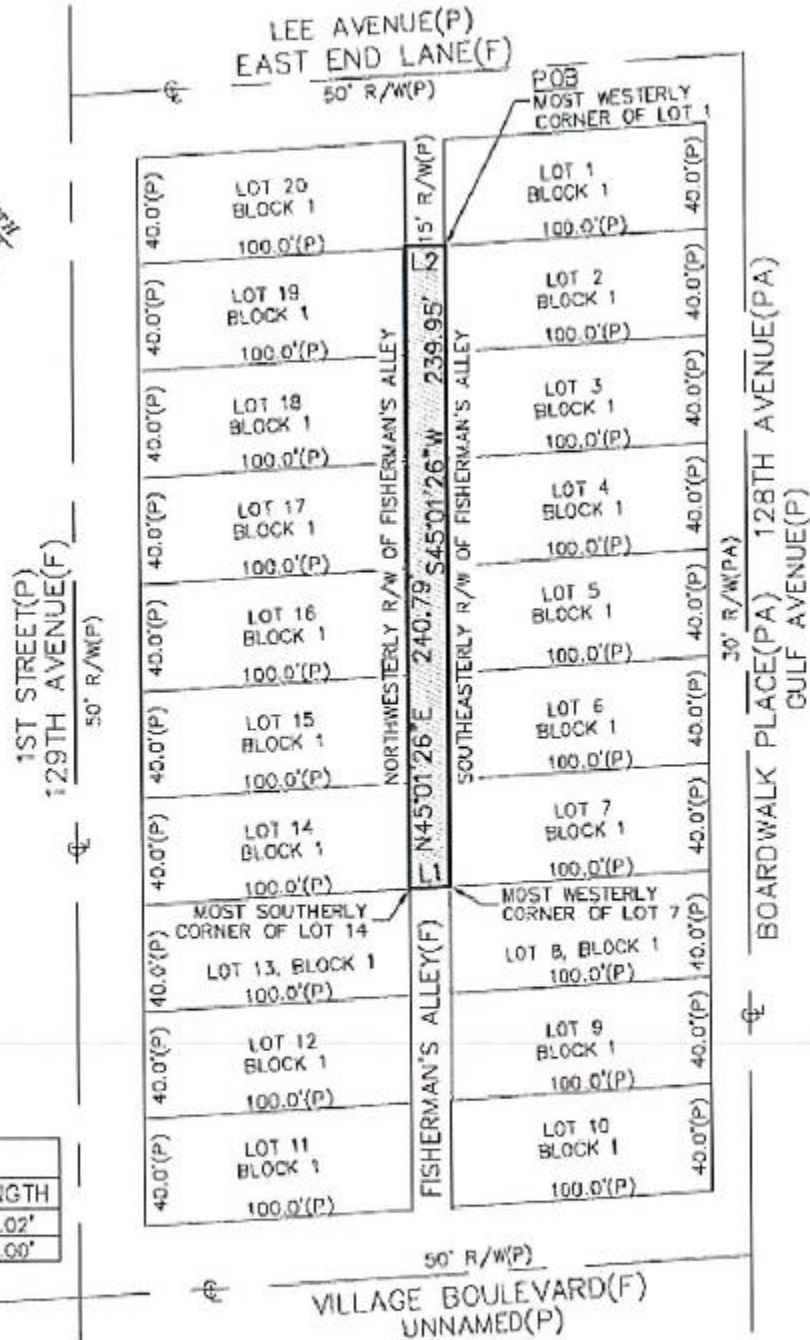 LEE AVENUE(P)
EAST END LANE(F)
50' R/W(P)
POB
MOST WESTERLY
CORNER OF LOT 1
15' R/W(P)
40.0'(P)
LOT 20
BLOCK 1
100.0'(P)
LOT 1
BLOCK 1
100.0'(P)
40.0'(P)
L2
40.0'(P)
LOT 19
BLOCK 1
100.0'(P)
LOT 2
BLOCK 1
100.0'(P)
40.0'(P)
40.0'(P)
LOT 18
BLOCK 1
100.0'(P)
LOT 3
BLOCK 1
100.0'(P)
40.0'(P)
40.0'(P)
LOT 17
BLOCK 1
100.0'(P)
LOT 4
BLOCK 1
100.0'(P)
40.0'(P)
40.0'(P)
LOT 16
BLOCK 1
100.0'(P)
LOT 5
BLOCK 1
100.0'(P)
40.0'(P)
40.0'(P)
LOT 15
BLOCK 1
100.0'(P)
LOT 6
BLOCK 1
100.0'(P)
40.0'(P)
40.0'(P)
LOT 14
BLOCK 1
100.0'(P)
LOT 7
BLOCK 1
100.0'(P)
40.0'(P)
NORTHWESTERLY R/W OF FISHERMAN'S ALLEY
N45°01'26"E 240.79'
S45°01'26"W 239.95'
SOUTHEASTERLY R/W OF FISHERMAN'S ALLEY
L1
1ST STREET(P)
129TH AVENUE(F)
50' R/W(P)
30' R/W(PA)
BOARDWALK PLACE(PA) 128TH AVENUE(PA)
GULF AVENUE(P)
MOST SOUTHERLY
CORNER OF LOT 14
MOST WESTERLY
CORNER OF LOT 7
40.0'(P)
LOT 13, BLOCK 1
100.0'(P)
LOT 8, BLOCK 1
100.0'(P)
40.0'(P)
40.0'(P)
LOT 12
BLOCK 1
100.0'(P)
LOT 9
BLOCK 1
100.0'(P)
40.0'(P)
40.0'(P)
LOT 11
BLOCK 1
100.0'(P)
LOT 10
BLOCK 1
100.0'(P)
40.0'(P)
FISHERMAN'S ALLEY(F)
NGTH
.02'
.00'
50' R/W(P)
VILLAGE BOULEVARD(F)
UNNAMED(P)